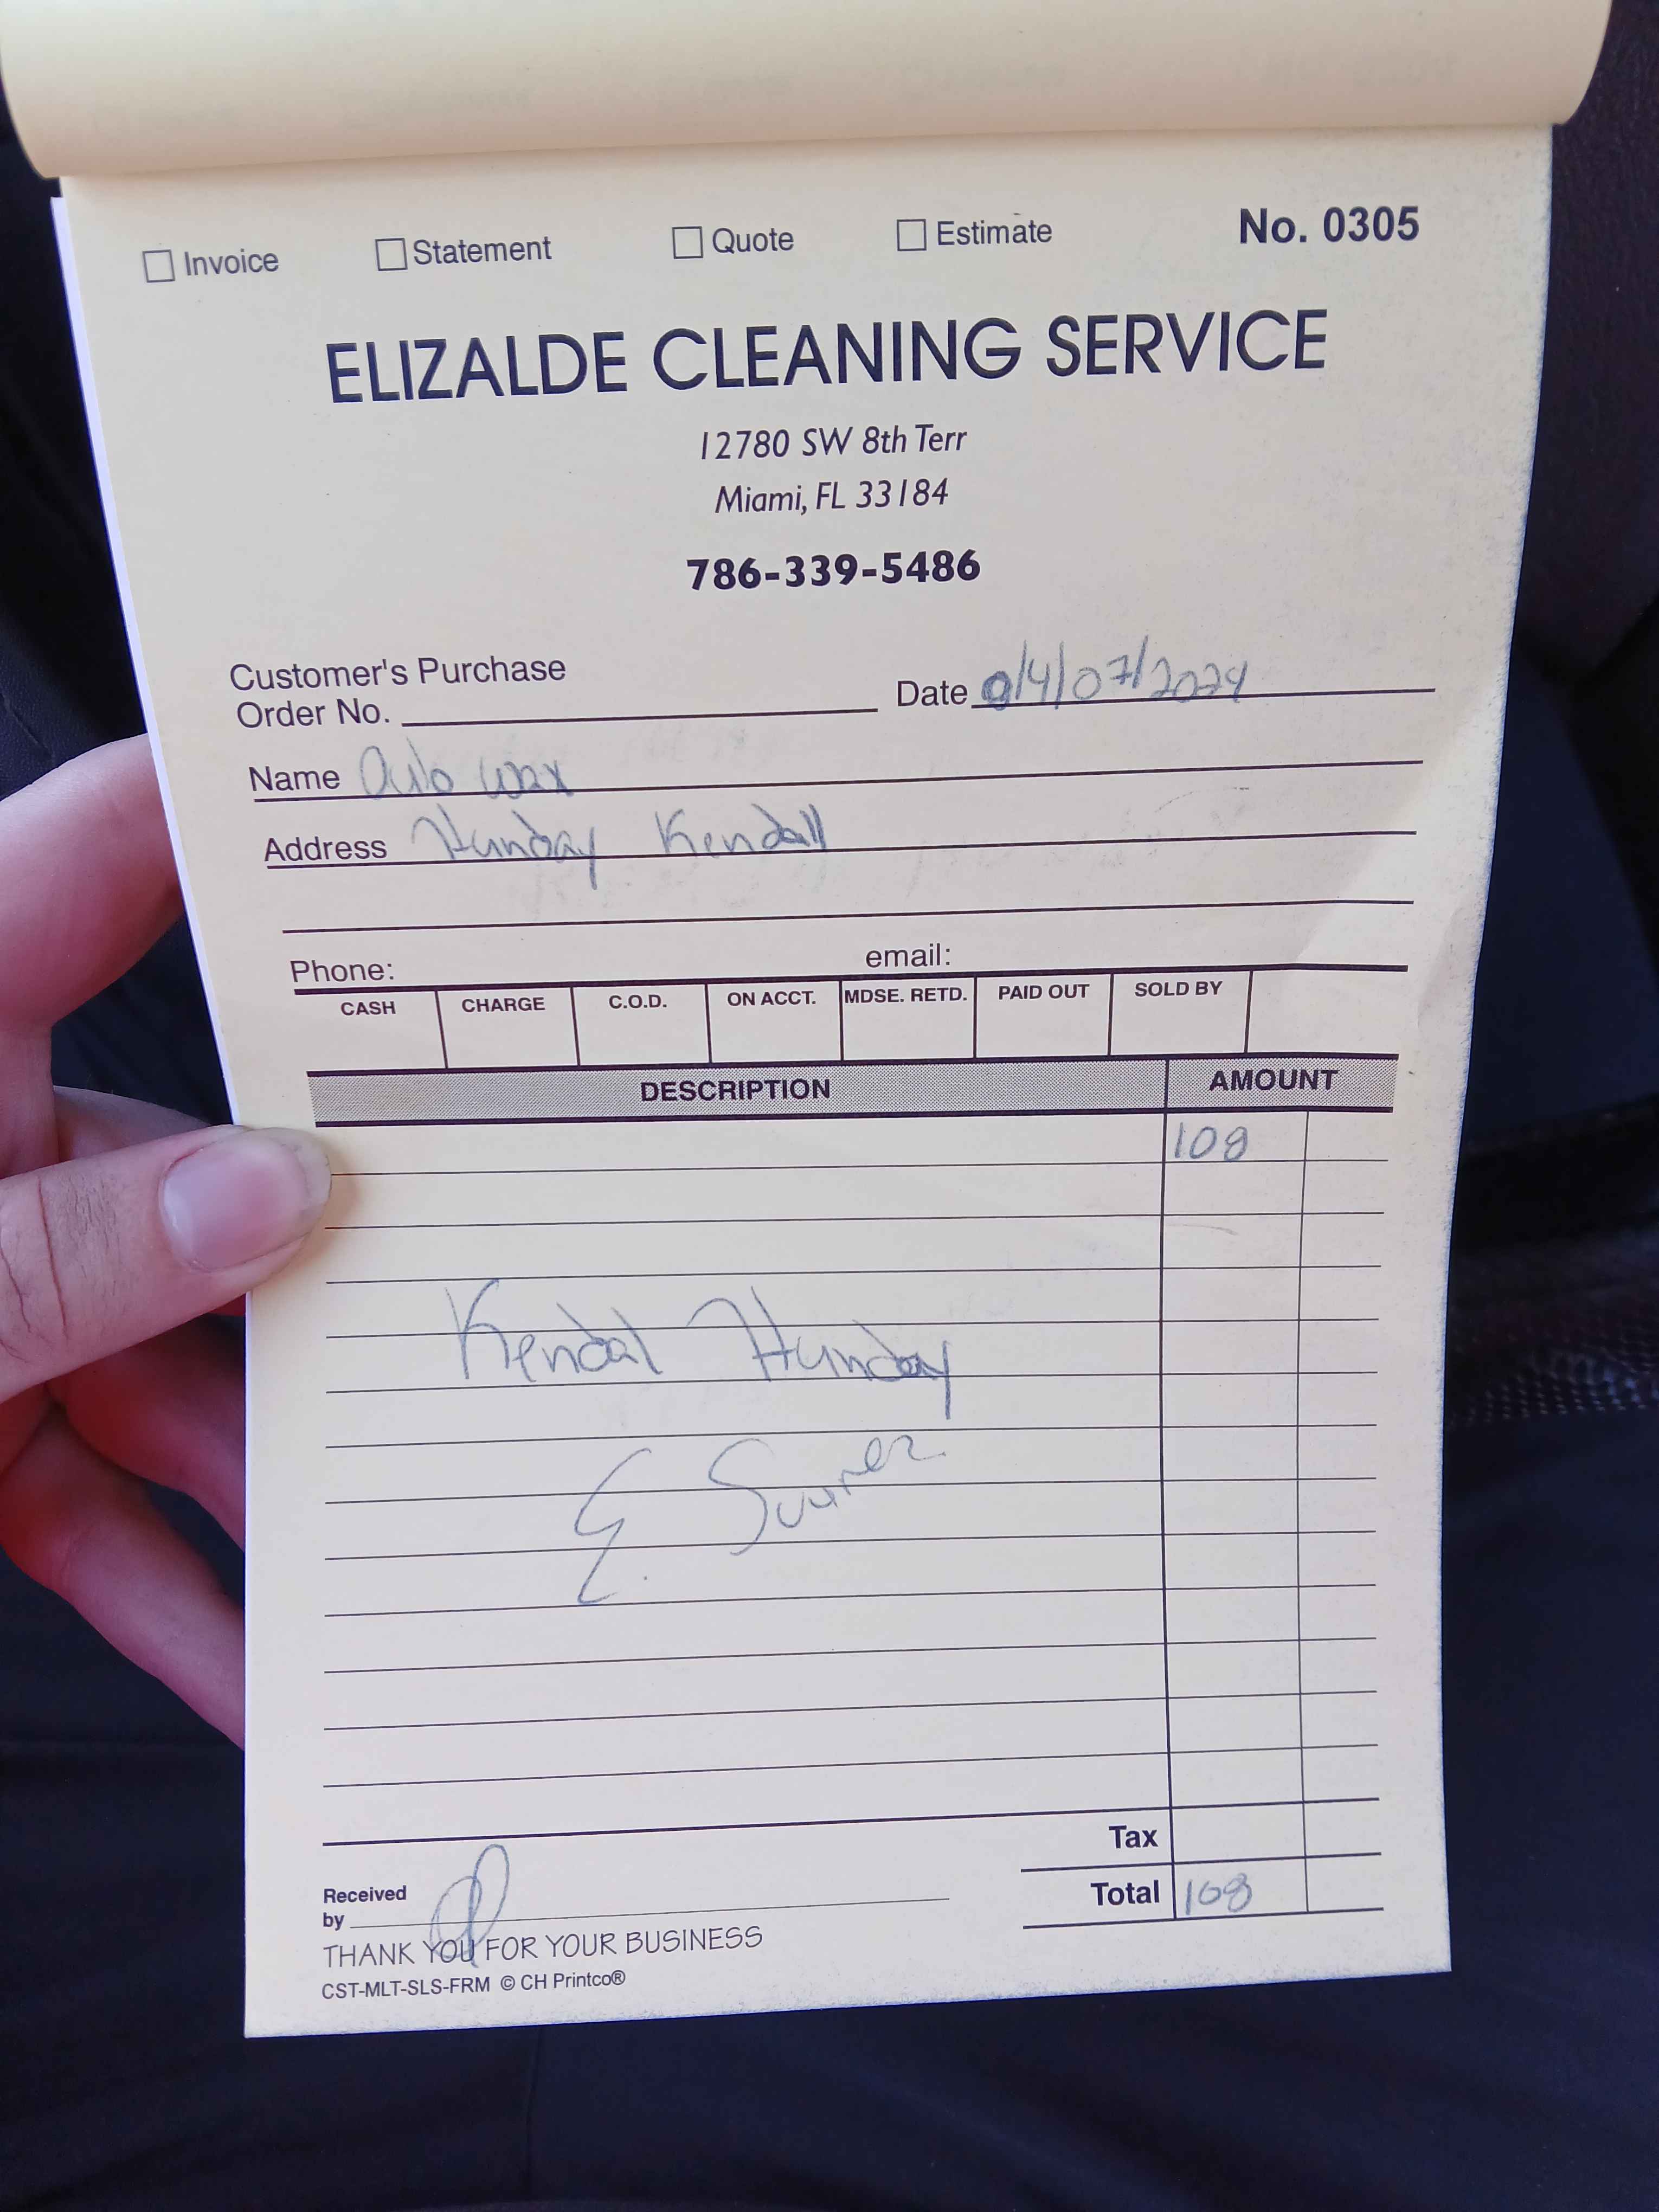 Invoice Statement Quote Estimate No. 0305
ELIZALDE CLEANING SERVICE
12780 SW 8th Terr
Miami, FL 33184
786-339-5486
Customer's Purchase
Order No. Date /4/07/2024
Name Auto Wax
Address Hunday Kendall
Phone: email:
CASH CHARGE C.O.D. ON ACCT. MDSE. RETD. PAID OUT SOLD BY
DESCRIPTION AMOUNT
108
Kendal Hunday
E.
Tax
Received
by
Total 108
THANK YOU FOR YOUR BUSINESS
CST-MLT-SLS-FRM © CH Printco®